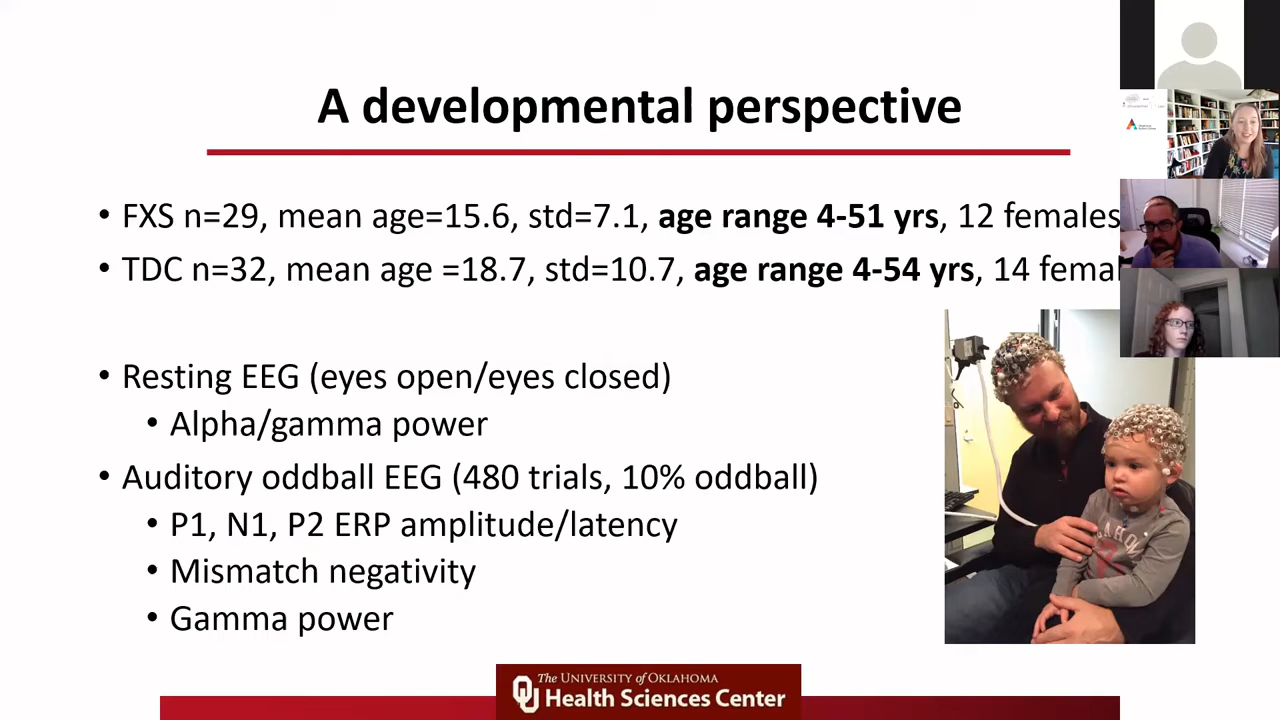 A developmental perspective
• FXS n=29, mean age=15.6, std=7.1, age range 4-51 yrs, 12 females
• TDC n=32, mean age =18.7, std=10.7, age range 4-54 yrs, 14
• Resting EEG (eyes open/eyes closed)
• Alpha/gamma power
• Auditory oddball EEG (480 trials, 10% oddball)
• P1, N1, P2 ERP amplitude/latency
• Mismatch negativity
• Gamma power
The UNIVERSITY of OKLAHOMA
Health Sciences Center